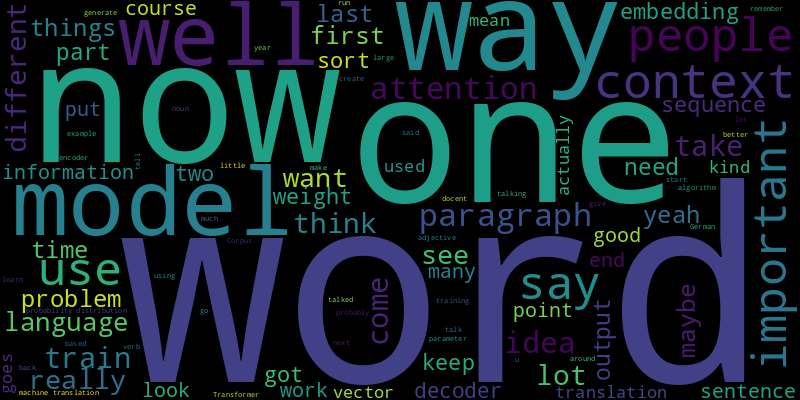 different
course
well
way
generate
run
last
embedding
things
first
mean
people
part
sort
year
create
large
remember
now
one
attention
context
put
noun
sequence
example
said
actually
let
better
encoder
tell
little
make
used
take
information
two
want
need
kind
model
weight
docent
talking
give
start
algorithm
important
much
think
paragraph
yeah
German
time
Corpus
adjective
good
use
word
see
end
using
many
say
problem
learn
talked
come
training
point
output
maybe
language
probability distribution
go
probably
parameter
idea
train
based
verb
talk
next
u
around
goes
really
back
got
keep
lot
machine translation
look
Transformer
work
vector
decoder
translation
sentence